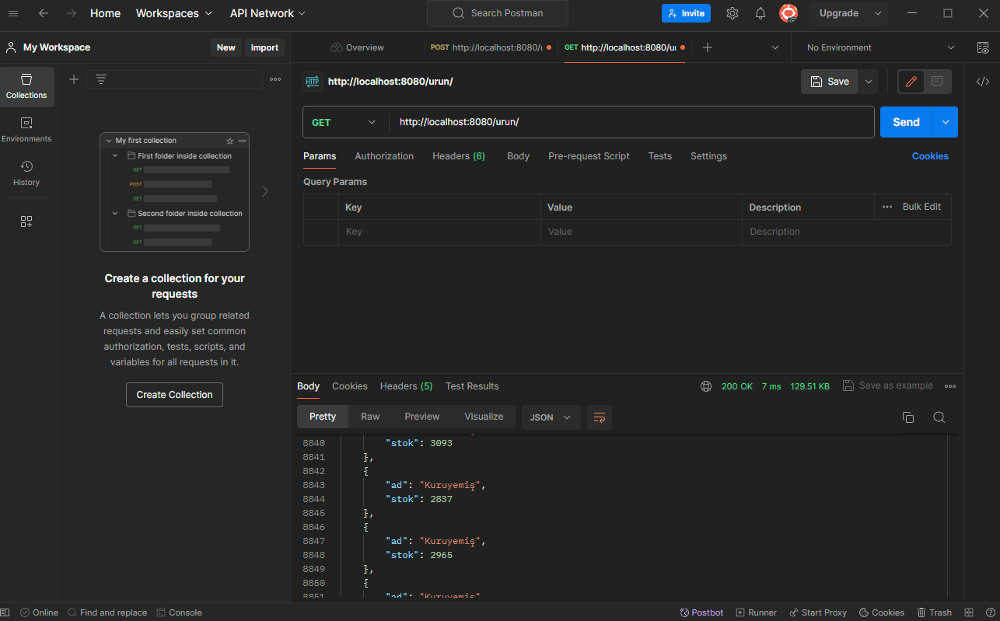 Home
Workspaces
API Network
Search Postman
Invite
Upgrade
My Workspace
New
Import
Overview
POST http://localhost:8080/u
GET http://localhost:8080/ur
No Environment
Collections
Environments
History
My first collection
First folder inside collection
GET
POST
GET
Second folder inside collection
GET
GET
Create a collection for your
requests
A collection lets you group related
requests and easily set common
authorization, tests, scripts, and
variables for all requests in it.
Create Collection
HTTP
http://localhost:8080/urun/
Save
GET
http://localhost:8080/urun/
Send
Params
Authorization
Headers (6)
Body
Pre-request Script
Tests
Settings
Cookies
Query Params
Key
Value
Description
Bulk Edit
Key
Value
Description
Body
Cookies
Headers (5)
Test Results
200 OK
7 ms
129.51 KB
Save as example
Pretty
Raw
Preview
Visualize
JSON
8840 "stok": 3093
8841 },
8842 {
8843 "ad": "Kuruyemiş",
8844 "stok": 2837
8845 },
8846 {
8847 "ad": "Kuruyemiş",
8848 "stok": 2965
8849 },
8850 {
8851 "ad": "Kuruyemiş"
Online
Find and replace
Console
Postbot
Runner
Start Proxy
Cookies
Trash